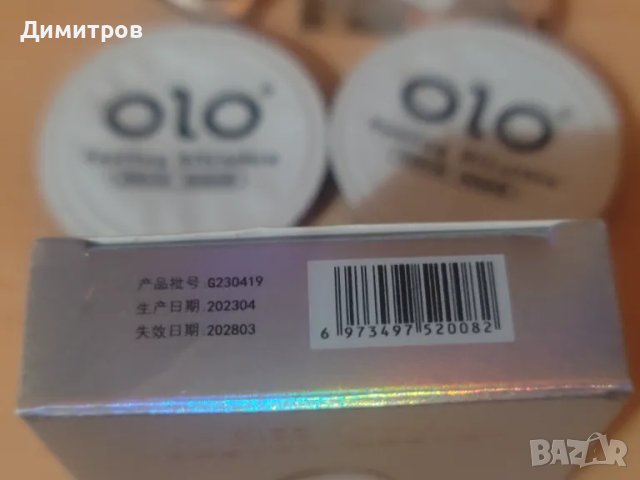 Димитров
olo
olo
产品批号 G230419
生产日期 202304
失效日期 202803
6 973497 520082
BAZAR